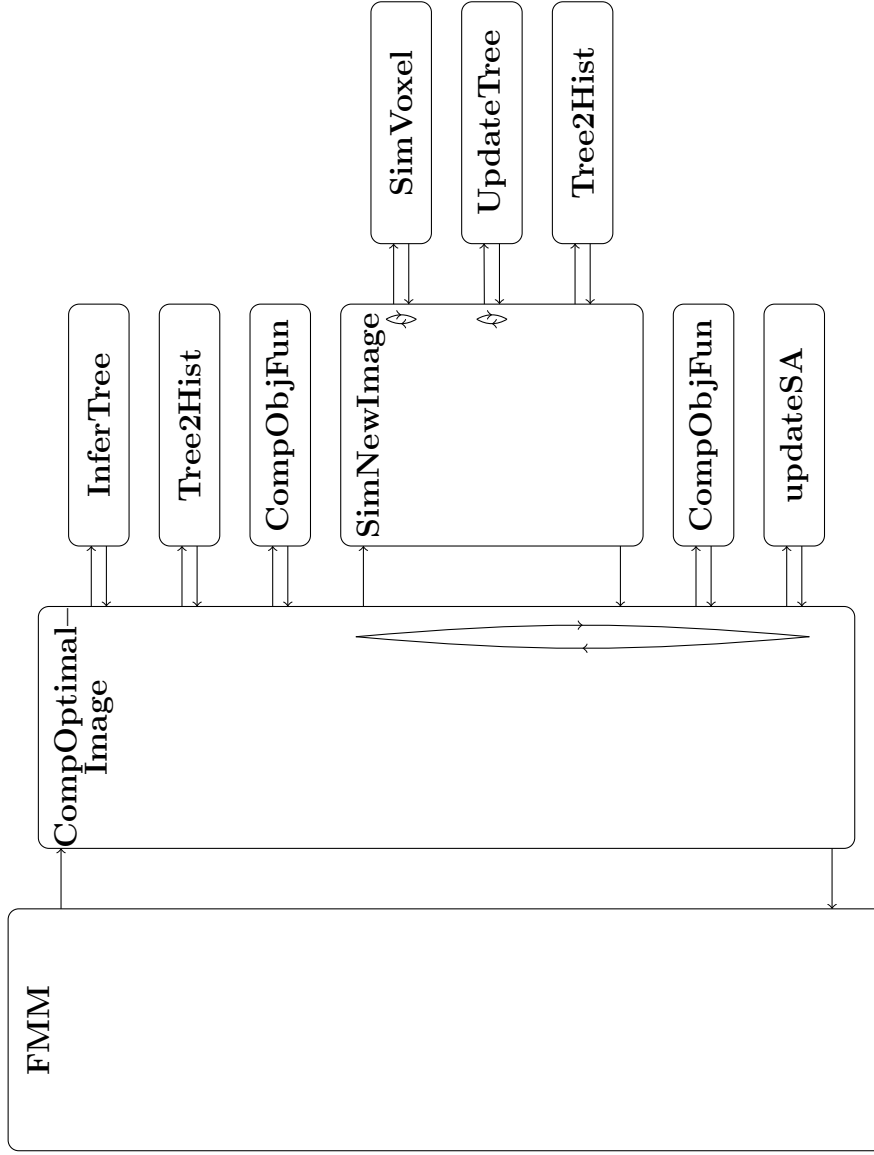 FMM
CompOptimal–
Image
InferTree
Tree2Hist
CompObjFun
SimNewImage
SimVoxel
UpdateTree
Tree2Hist
CompObjFun
updateSA